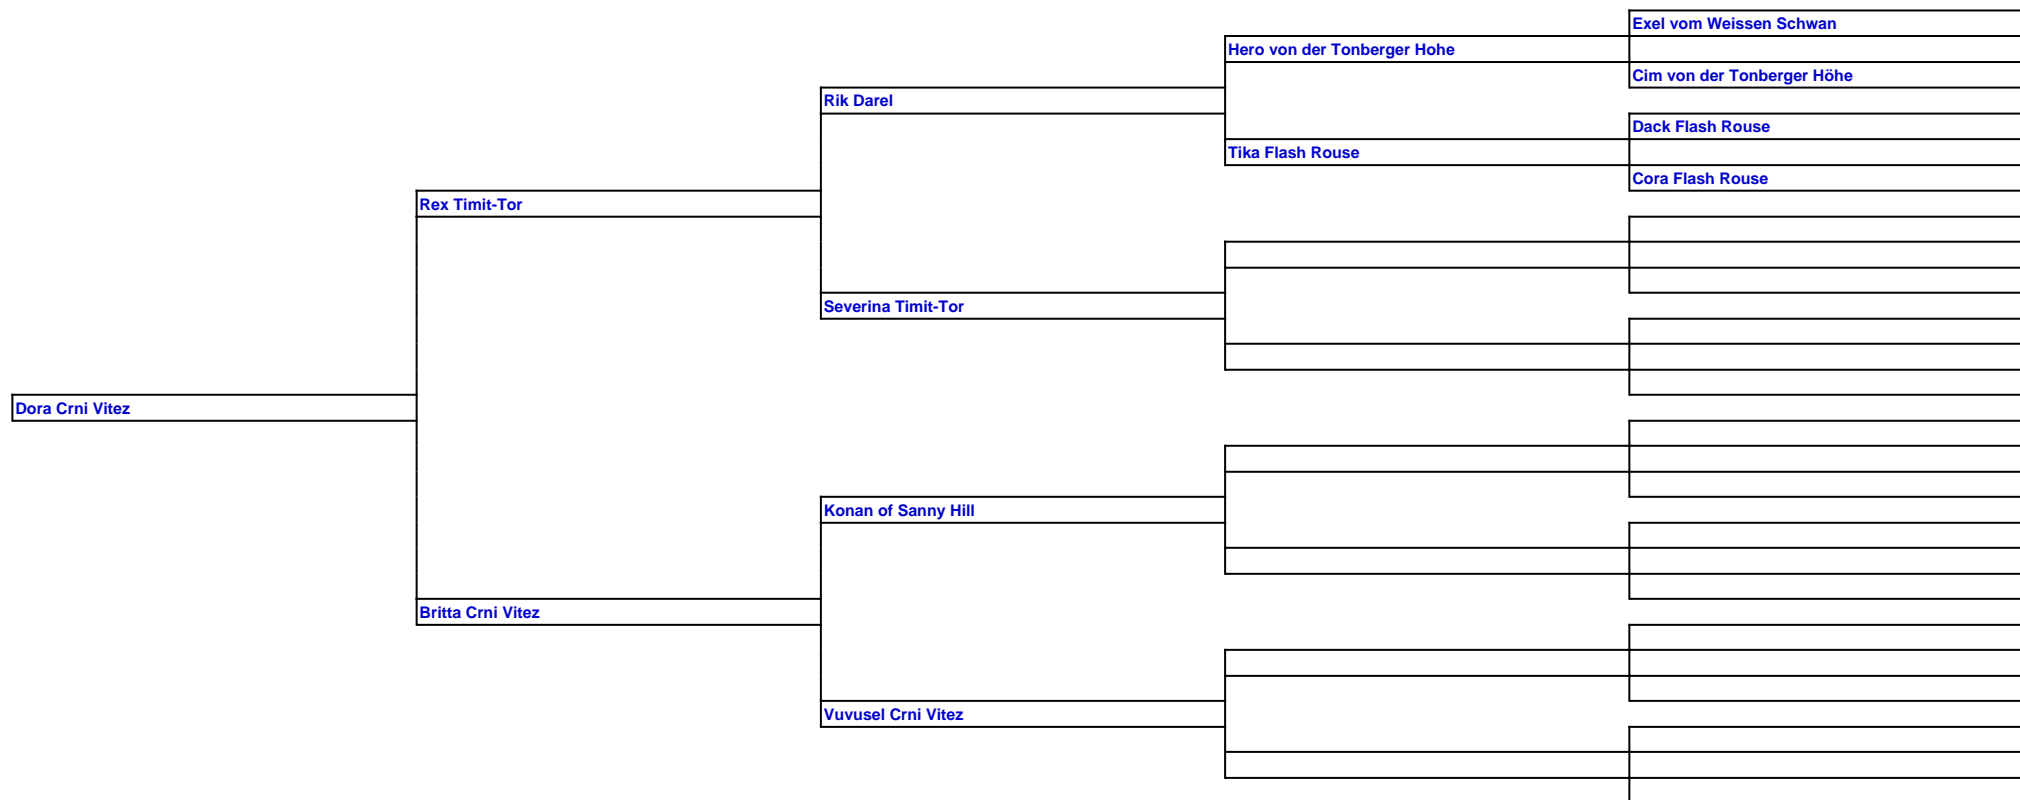 Exel vom Weissen Schwan
Hero von der Tonberger Hohe
Cim von der Tonberger Höhe
Rik Darel
Dack Flash Rouse
Tika Flash Rouse
Cora Flash Rouse
Rex Timit-Tor
Severina Timit-Tor
Dora Crni Vitez
Konan of Sanny Hill
Britta Crni Vitez
Vuvusel Crni Vitez